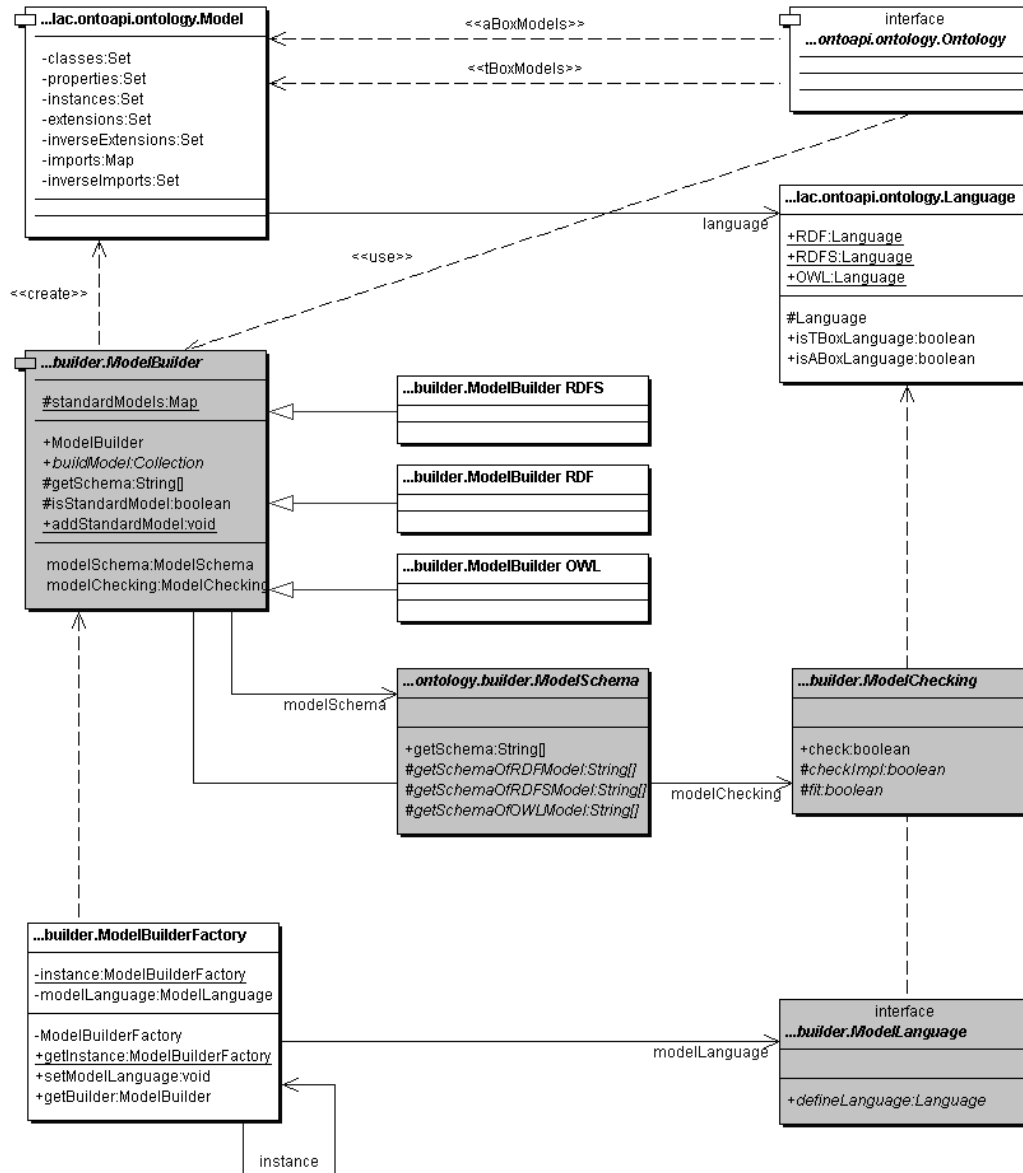 ...lac.ontoapi.ontology.Model
-classes:Set
-properties:Set
-instances:Set
-extensions:Set
-inverseExtensions:Set
-imports:Map
-inverseImports:Set
<<aBoxModels>>
<<tBoxModels>>
interface
...ontoapi.ontology.Ontology
language
...lac.ontoapi.ontology.Language
+RDF:Language
+RDFS:Language
+OWL:Language
#Language
+isTBoxLanguage:boolean
+isABoxLanguage:boolean
<<use>>
<<create>>
...builder.ModelBuilder
#standardModels:Map
+ModelBuilder
+buildModel:Collection
#getSchema:String[]
#isStandardModel:boolean
+addStandardModel:void
modelSchema:ModelSchema
modelChecking:ModelChecking
...builder.ModelBuilder RDFS
...builder.ModelBuilder RDF
...builder.ModelBuilder OWL
modelSchema
...ontology.builder.ModelSchema
+getSchema:String[]
#getSchemaOfRDFModel:String[]
#getSchemaOfRDFSModel:String[]
#getSchemaOfOWLModel:String[]
modelChecking
...builder.ModelChecking
+check:boolean
#checkImpl:boolean
#fit:boolean
...builder.ModelBuilderFactory
-instance:ModelBuilderFactory
-modelLanguage:ModelLanguage
-ModelBuilderFactory
+getInstance:ModelBuilderFactory
+setModelLanguage:void
+getBuilder:ModelBuilder
instance
modelLanguage
interface
...builder.ModelLanguage
+defineLanguage:Language